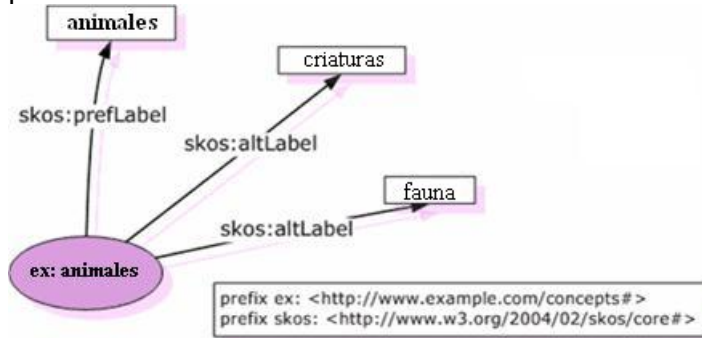 animales
criaturas
skos:prefLabel
skos:altLabel
fauna
skos:altLabel
ex: animales
prefix ex: <http://www.example.com/concepts#>
prefix skos: <http://www.w3.org/2004/02/skos/core#>